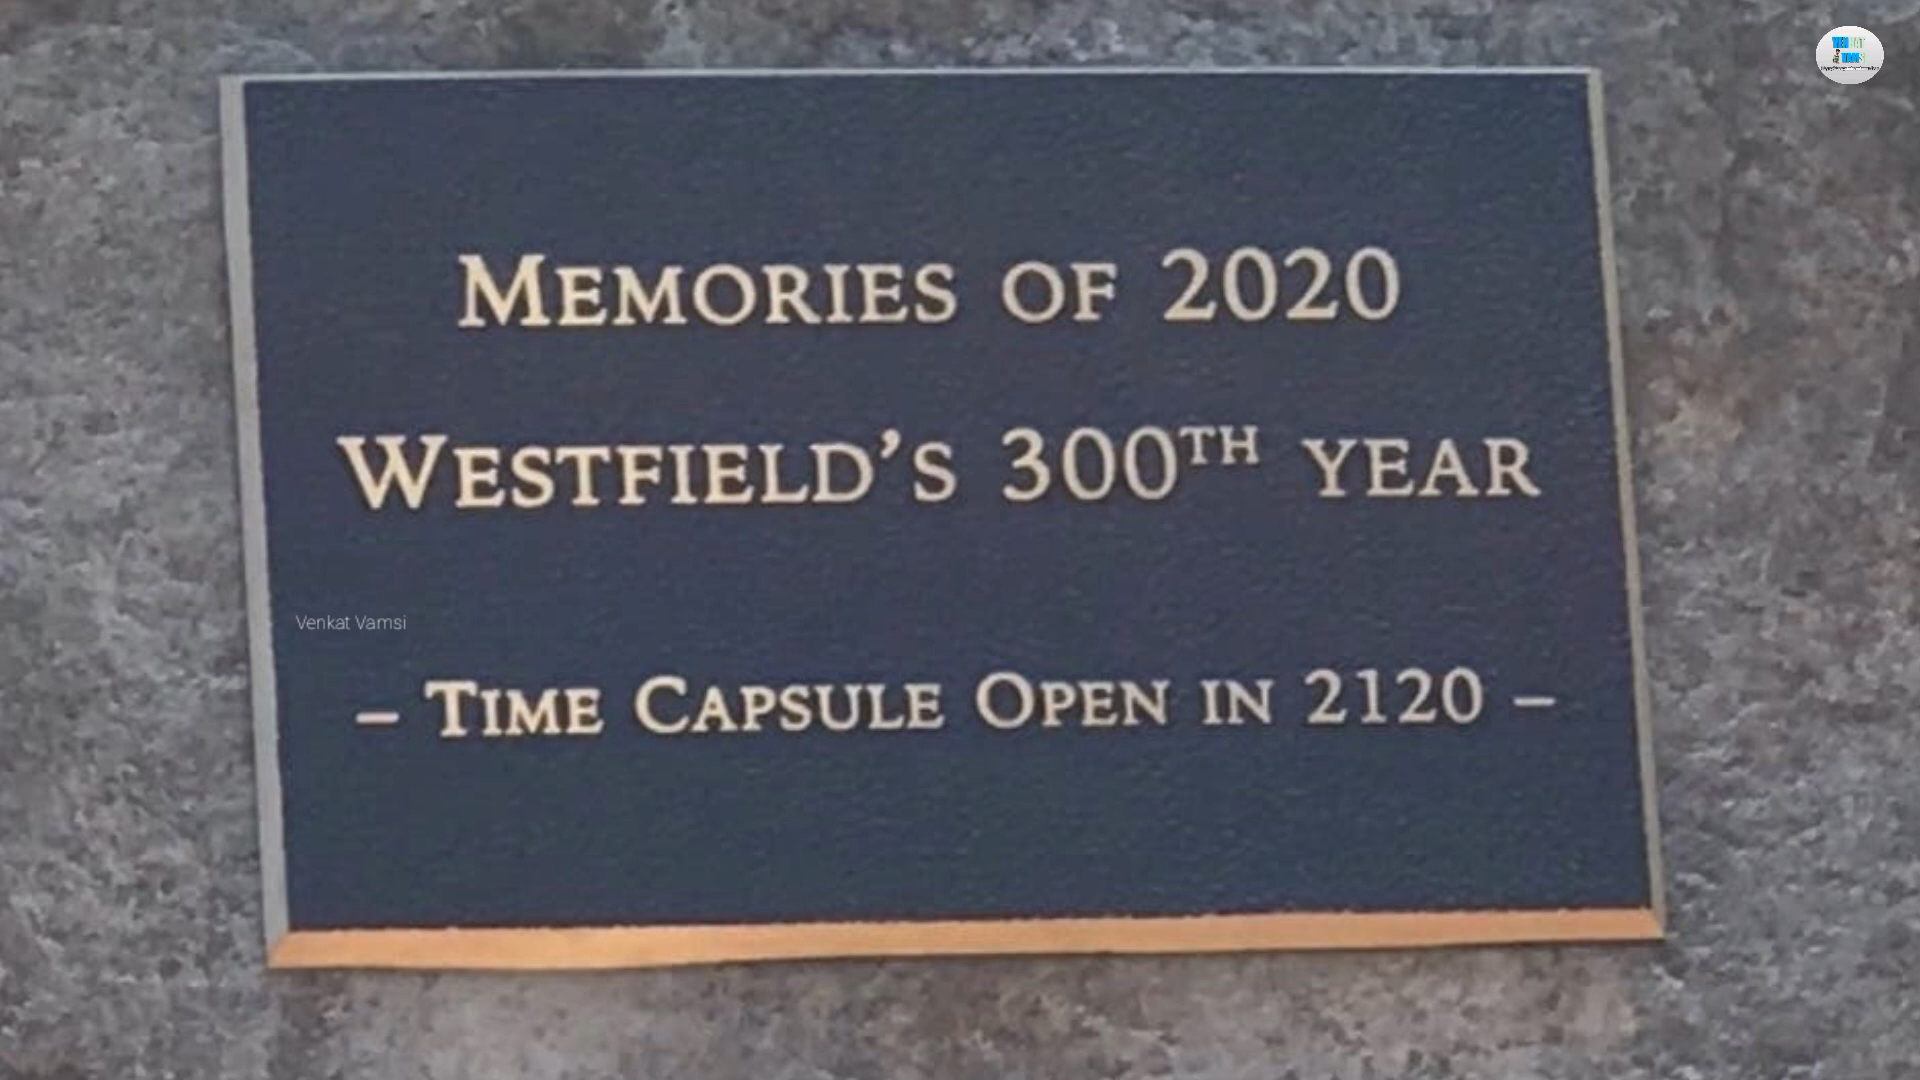 MEMORIES OF 2020
WESTFIELD'S 300TH YEAR
Venkat Vamsi
– TIME CAPSULE OPEN IN 2120 –